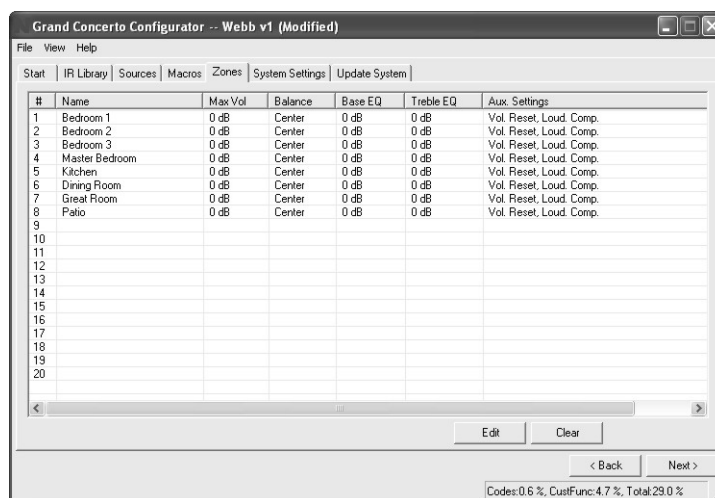 Grand Concerto Configurator -- Webb v1 (Modified)
File View Help
Start IR Library Sources Macros Zones System Settings Update System
# Name Max Vol Balance Base EQ Treble EQ Aux. Settings
1 Bedroom 1 0 dB Center 0 dB 0 dB Vol. Reset, Loud. Comp.
2 Bedroom 2 0 dB Center 0 dB 0 dB Vol. Reset, Loud. Comp.
3 Bedroom 3 0 dB Center 0 dB 0 dB Vol. Reset, Loud. Comp.
4 Master Bedroom 0 dB Center 0 dB 0 dB Vol. Reset, Loud. Comp.
5 Kitchen 0 dB Center 0 dB 0 dB Vol. Reset, Loud. Comp.
6 Dining Room 0 dB Center 0 dB 0 dB Vol. Reset, Loud. Comp.
7 Great Room 0 dB Center 0 dB 0 dB Vol. Reset, Loud. Comp.
8 Patio 0 dB Center 0 dB 0 dB Vol. Reset, Loud. Comp.
9
10
11
12
13
14
15
16
17
18
19
20
Edit Clear
< Back Next >
Codes:0.6 %, CustFunc:4.7 %, Total:29.0 %